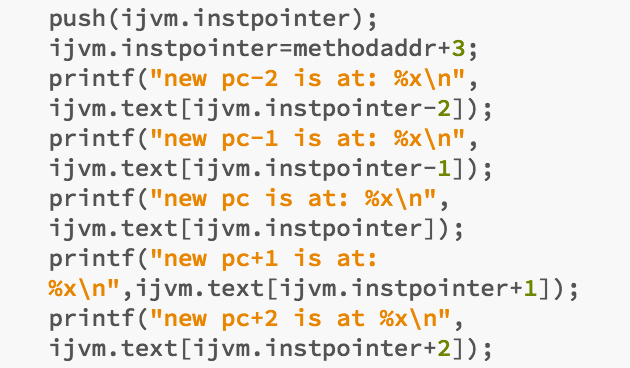 push(ijvm.instpointer);
ijvm.instpointer=methodaddr+3;
printf("new pc-2 is at: %x\n",
ijvm.text[ijvm.instpointer-2]);
printf("new pc-1 is at: %x\n",
ijvm.text[ijvm.instpointer-1]);
printf("new pc is at: %x\n",
ijvm.text[ijvm.instpointer]);
printf("new pc+1 is at:
%x\n",ijvm.text[ijvm.instpointer+1]);
printf("new pc+2 is at %x\n",
ijvm.text[ijvm.instpointer+2]);